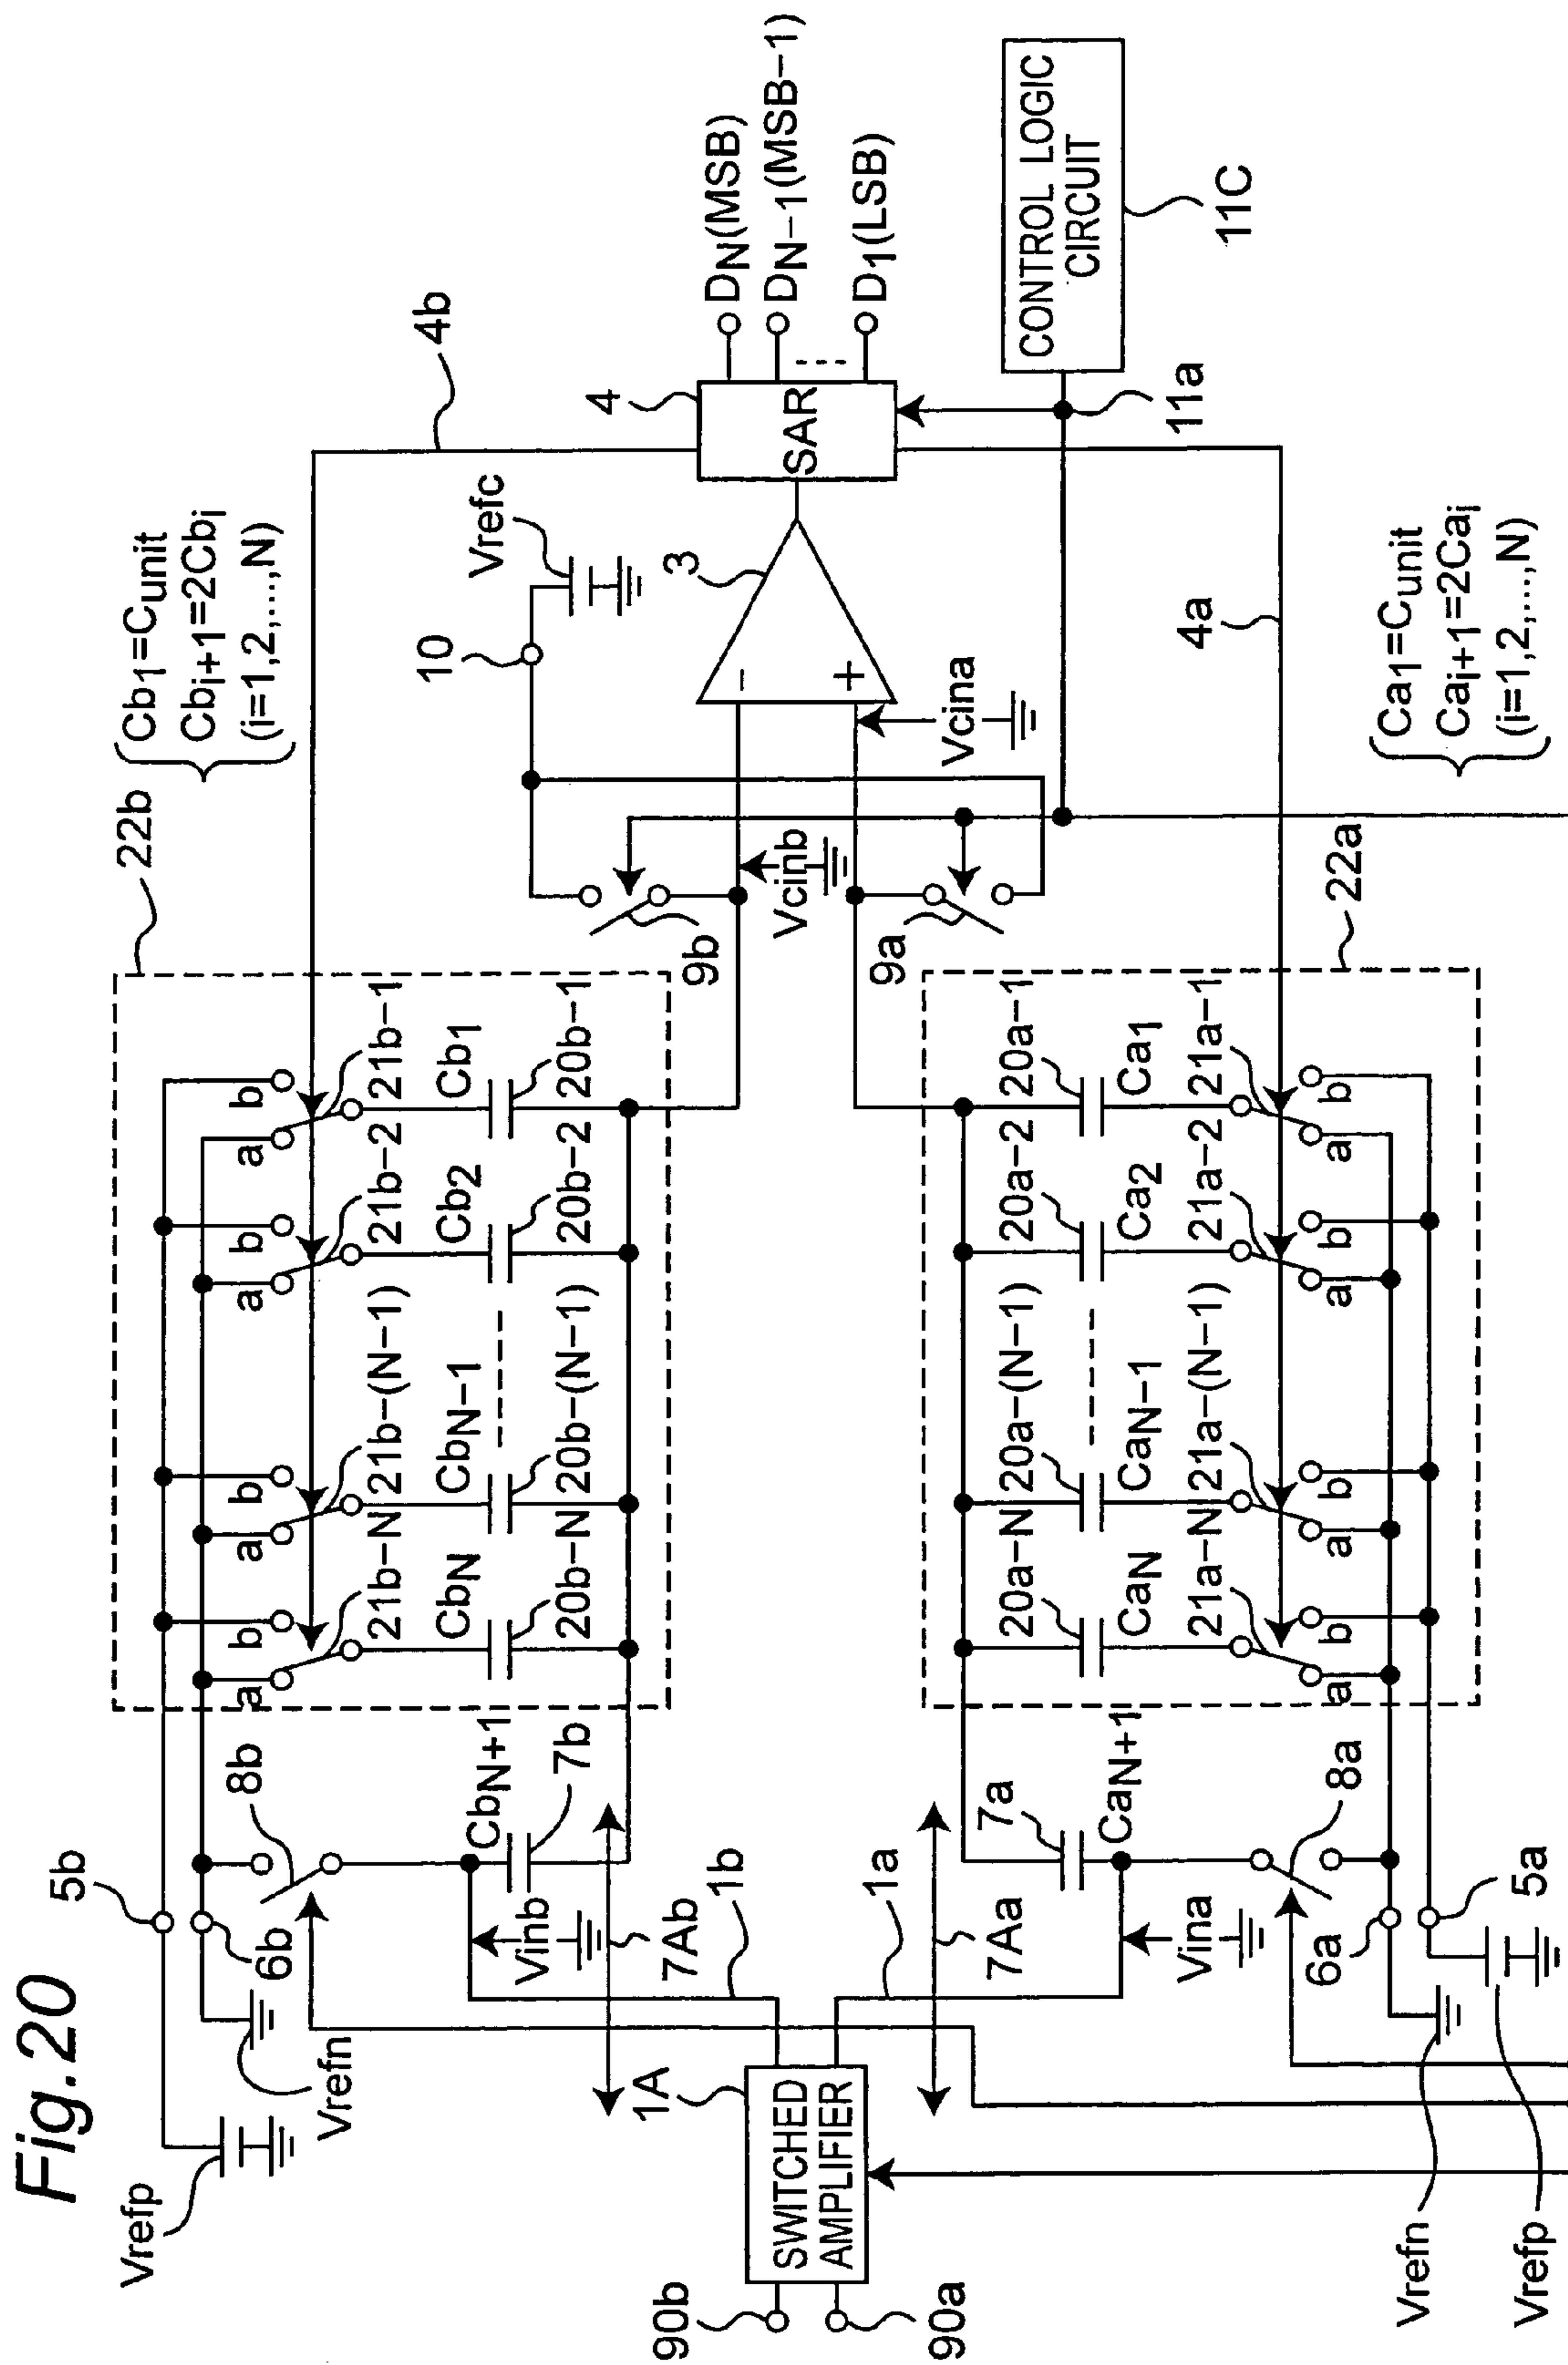 Fig.20
Vrefp
Vrefn
5b
6b
8b
CbN+1
7b
Vinb
7Ab
1b
22b
a
b
a
b
a
b
a
b
21b-N
21b-(N-1)
21b-2
21b-1
CbN
CbN-1
Cb2
Cb1
20b-N
20b-(N-1)
20b-2
20b-1
Cb1=Cunit
Cbi+1=2Cbi
(i=1,2,...,N)
4b
10
Vrefc
9b
Vcinb
9a
Vcina
3
−
+
4
SAR
DN(MSB)
DN-1(MSB-1)
D1(LSB)
CONTROL LOGIC
CIRCUIT
11C
11a
90b
90a
1A
SWITCHED
AMPLIFIER
1a
7Aa
7a
CaN+1
Vina
8a
6a
5a
Vrefn
Vrefp
20a-N
20a-(N-1)
20a-2
20a-1
CaN
CaN-1
Ca2
Ca1
21a-N
21a-(N-1)
21a-2
21a-1
a
b
a
b
a
b
a
b
22a
4a
Ca1=Cunit
Cai+1=2Cai
(i=1,2,...,N)